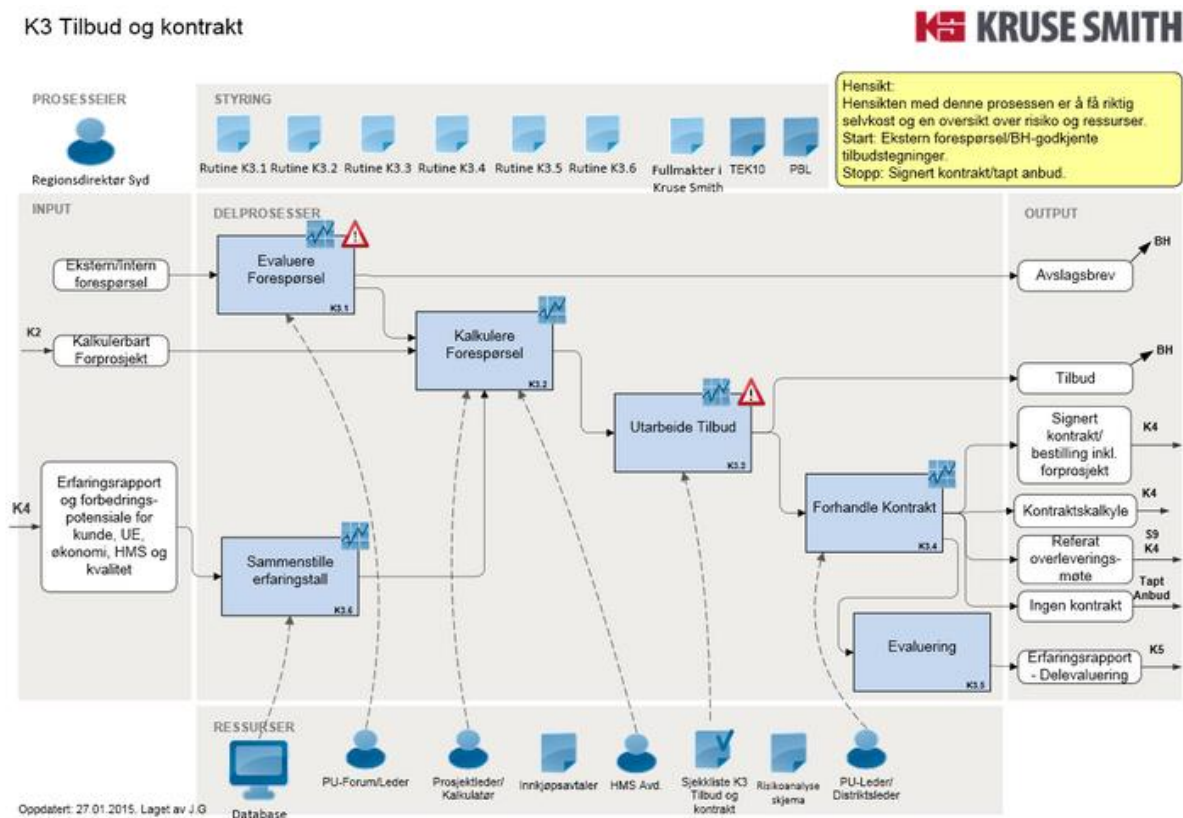 K3 Tilbud og kontrakt
KS KRUSE SMITH
Hensikt:
Hensikten med denne prosessen er å få riktig
selvkost og en oversikt over risiko og ressurser.
Start: Ekstern forespørsel/BH-godkjente
tilbudstegninger.
Stopp: Signert kontrakt/tapt anbud.
PROSESSEIER
Regionsdirektør Syd
STYRING
Rutine K3.1
Rutine K3.2
Rutine K3.3
Rutine K3.4
Rutine K3.5
Rutine K3.6
Fullmakter i
Kruse Smith
TEK10
PBL
INPUT
Ekstern/Intern
forespørsel
K2
Kalkulerbart
Forprosjekt
K4
Erfaringsrapport
og forbedrings-
potensiale for
kunde, UE,
økonomi, HMS og
kvalitet
DELPROSESSER
Evaluere
Forespørsel
K3.1
Kalkulere
Forespørsel
K3.2
Utarbeide Tilbud
K3.3
Forhandle Kontrakt
K3.4
Sammenstille
erfaringstall
K3.6
Evaluering
K3.5
OUTPUT
BH
Avslagsbrev
BH
Tilbud
Signert
kontrakt/
bestilling inkl.
forprosjekt
K4
Kontraktskalkyle
K4
Referat
overleverings-
møte
S9
K4
Ingen kontrakt
Tapt
Anbud
Erfaringsrapport
- Delevaluering
K5
RESSURSER
Database
PU-Forum/Leder
Prosjektleder/
Kalkulatør
Innkjøpsavtaler
HMS Avd.
Sjekkliste K3
Tilbud og
kontrakt
Risikoanalyse
skjema
PU-Leder/
Distriktsleder
Oppdatert: 27.01.2015. Laget av J.G